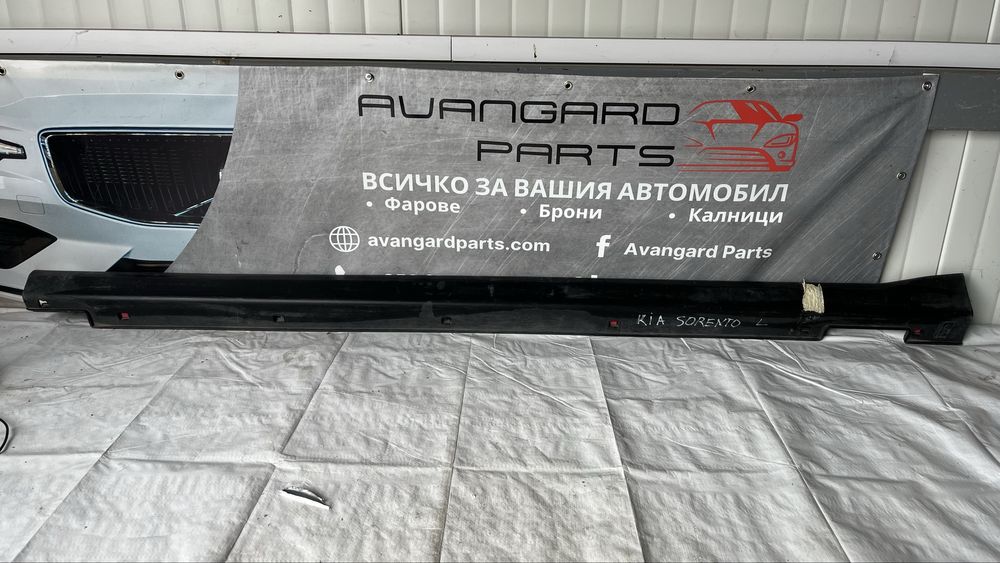 AVANGARD
PARTS
ВСИЧКО ЗА ВАШИЯ АВТОМОБИЛ
• Фарове • Брони • Калници
avangardparts.com f Avangard Parts
KiA SORENTO L